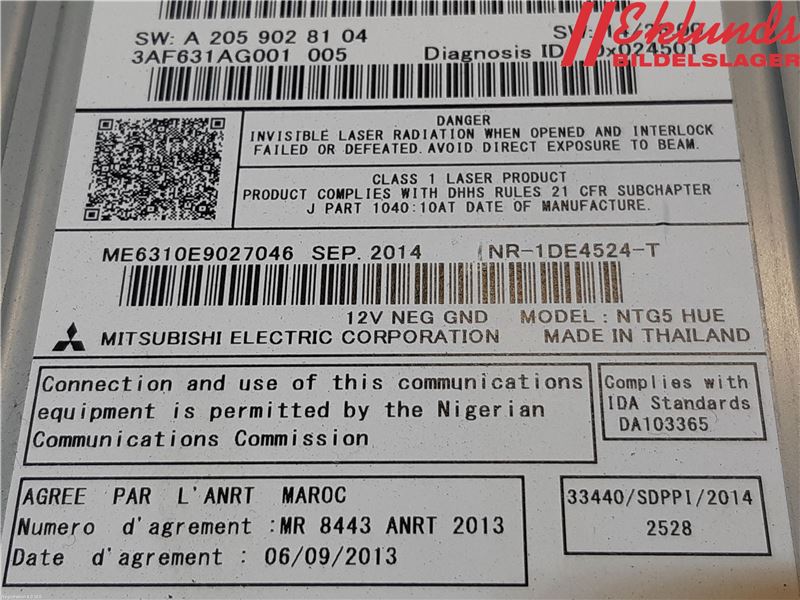 Eklunds
BILDELSLAGER
SW: A 205 902 81 04 SW:
3AF631AG001 005 Diagnosis ID
DANGER
INVISIBLE LASER RADIATION WHEN OPENED AND INTERLOCK
FAILED OR DEFEATED. AVOID DIRECT EXPOSURE TO BEAM.
CLASS 1 LASER PRODUCT
PRODUCT COMPLIES WITH DHHS RULES 21 CFR SUBCHAPTER
J PART 1040:10AT DATE OF MANUFACTURE.
ME6310E9027046 SEP. 2014 NR-1DE4524-T
12V NEG GND MODEL : NTG5 HUE
MITSUBISHI ELECTRIC CORPORATION MADE IN THAILAND
Connection and use of this communications
equipment is permitted by the Nigerian
Communications Commission
Complies with
IDA Standards
DA103365
AGREE PAR L'ANRT MAROC
Numero d'agrement :MR 8443 ANRT 2013
Date d'agrement : 06/09/2013
33440/SDPPI/2014
2528